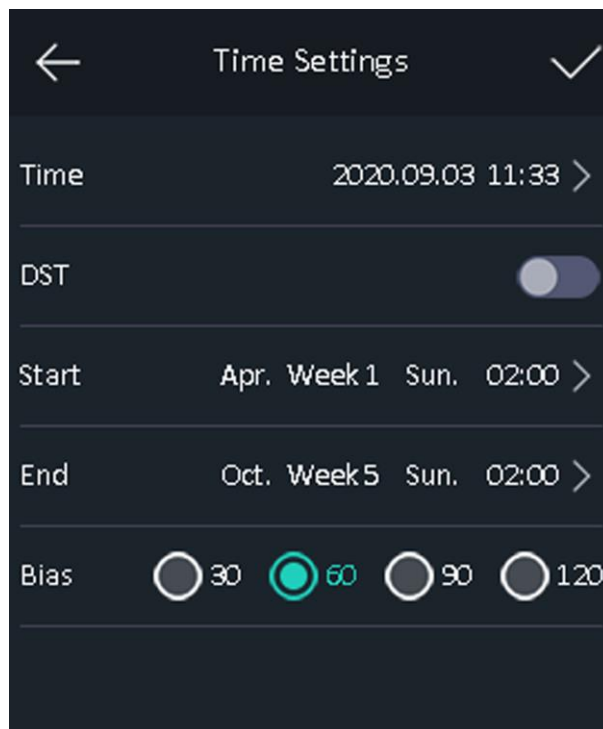 Time Settings
Time 2020.09.03 11:33
DST
Start Apr. Week 1 Sun. 02:00
End Oct. Week 5 Sun. 02:00
Bias 30 60 90 120